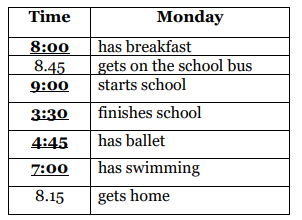 Time Monday
8:00 has breakfast
8.45 gets on the school bus
9:00 starts school
3:30 finishes school
4:45 has ballet
7:00 has swimming
8.15 gets home